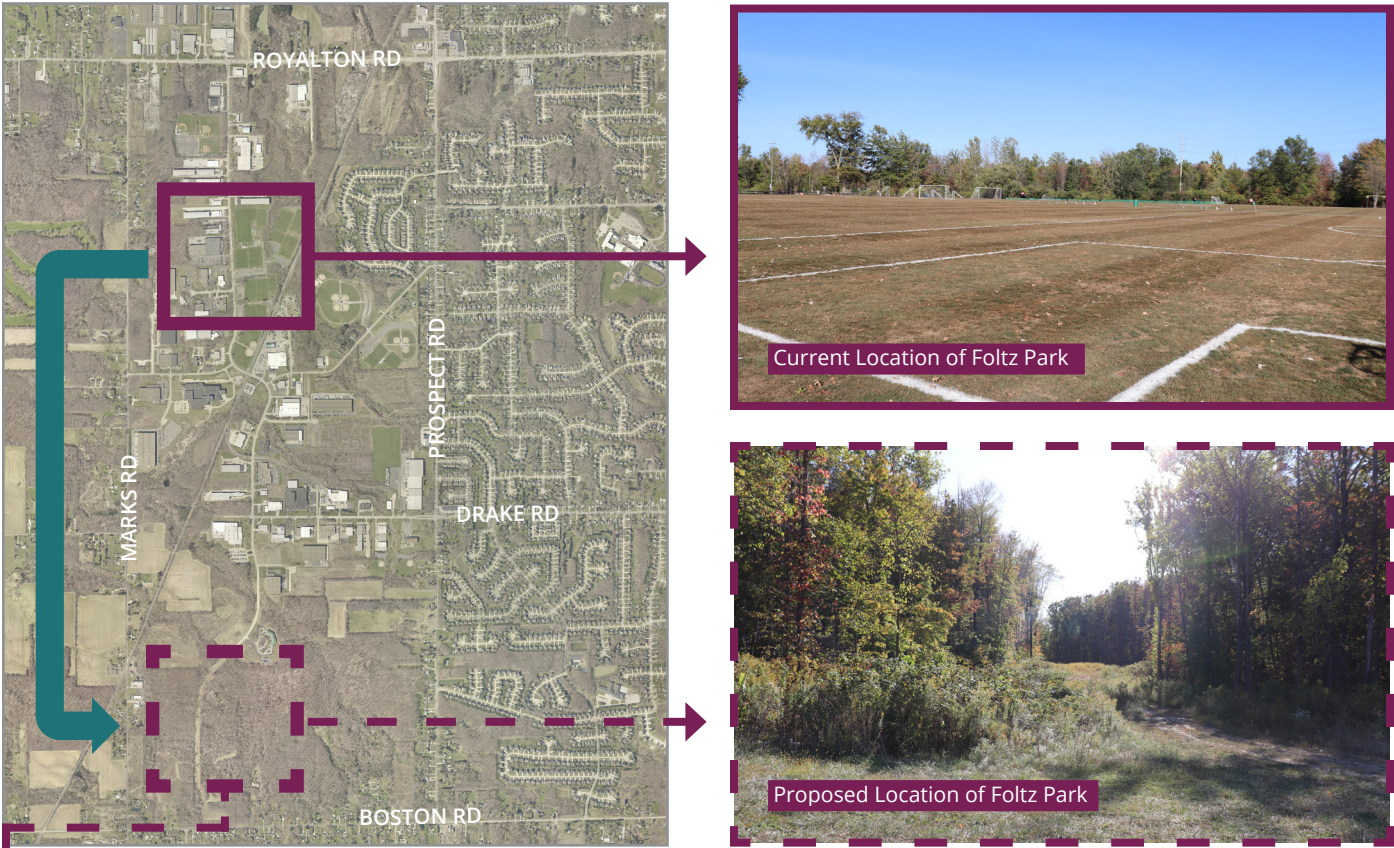 ROYALTON RD
PROSPECT RD
MARKS RD
DRAKE RD
BOSTON RD
Current Location of Foltz Park
Proposed Location of Foltz Park